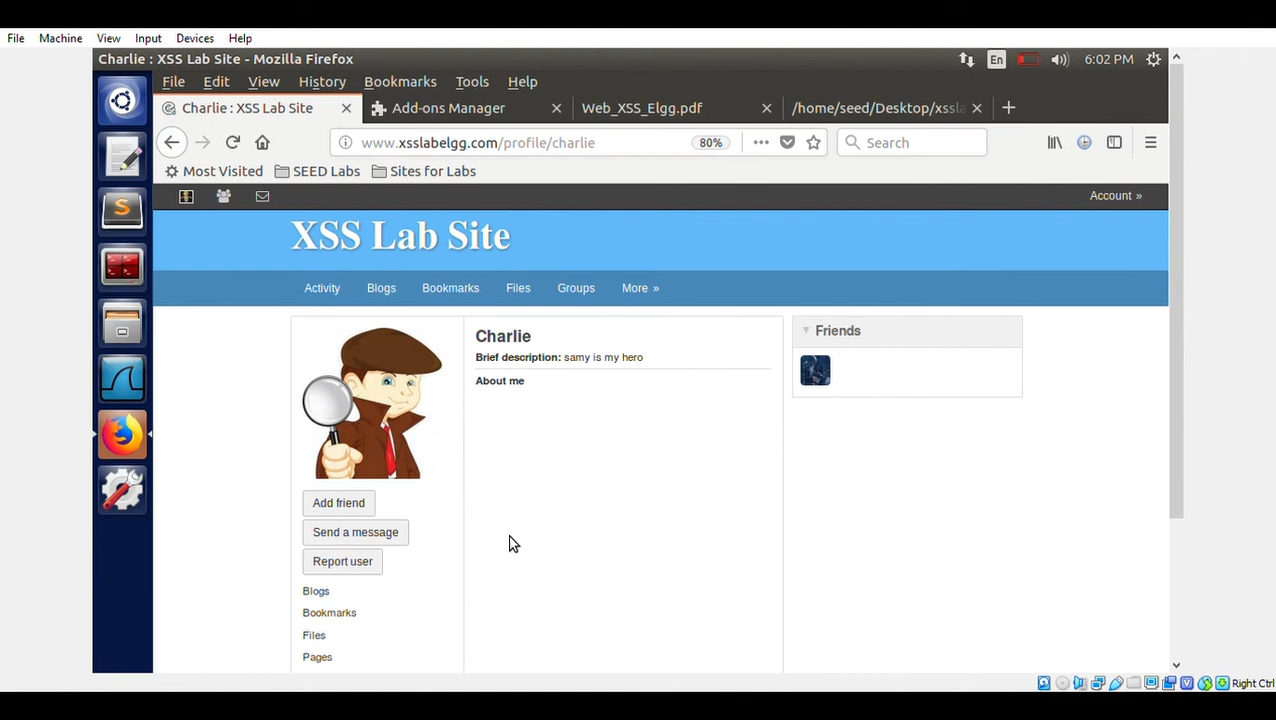 File Machine View Input Devices Help
Charlie : XSS Lab Site - Mozilla Firefox En 6:02 PM
File Edit View History Bookmarks Tools Help
Charlie : XSS Lab Site Add-ons Manager Web_XSS_Elgg.pdf /home/seed/Desktop/xssla
www.xsslabelgg.com/profile/charlie 80% Search
Most Visited SEED Labs Sites for Labs
Account »
XSS Lab Site
Activity Blogs Bookmarks Files Groups More »
Charlie
Brief description: samy is my hero
About me
Friends
Add friend
Send a message
Report user
Blogs
Bookmarks
Files
Pages
Right Ctrl